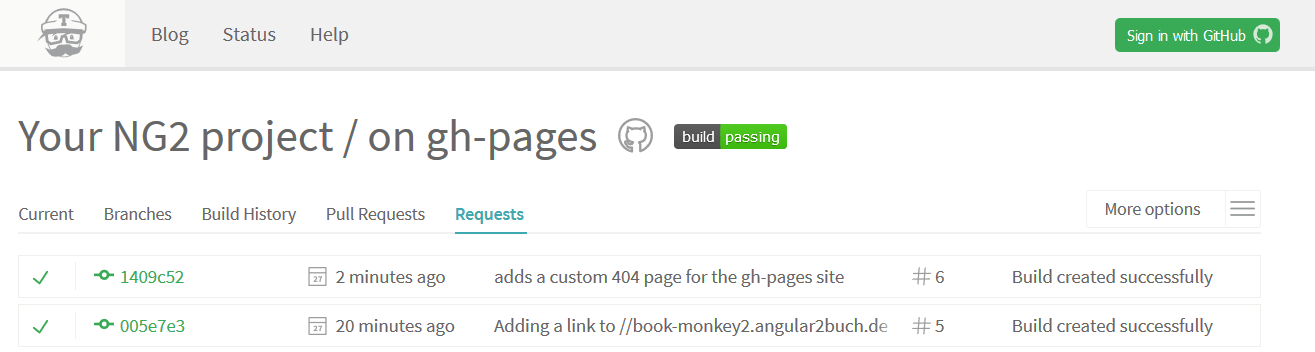 T
Blog Status Help Sign in with GitHub
Your NG2 project / on gh-pages build passing
Current Branches Build History Pull Requests Requests More options
1409c52 27 2 minutes ago adds a custom 404 page for the gh-pages site # 6 Build created successfully
005e7e3 27 20 minutes ago Adding a link to //book-monkey2.angular2buch.de # 5 Build created successfully